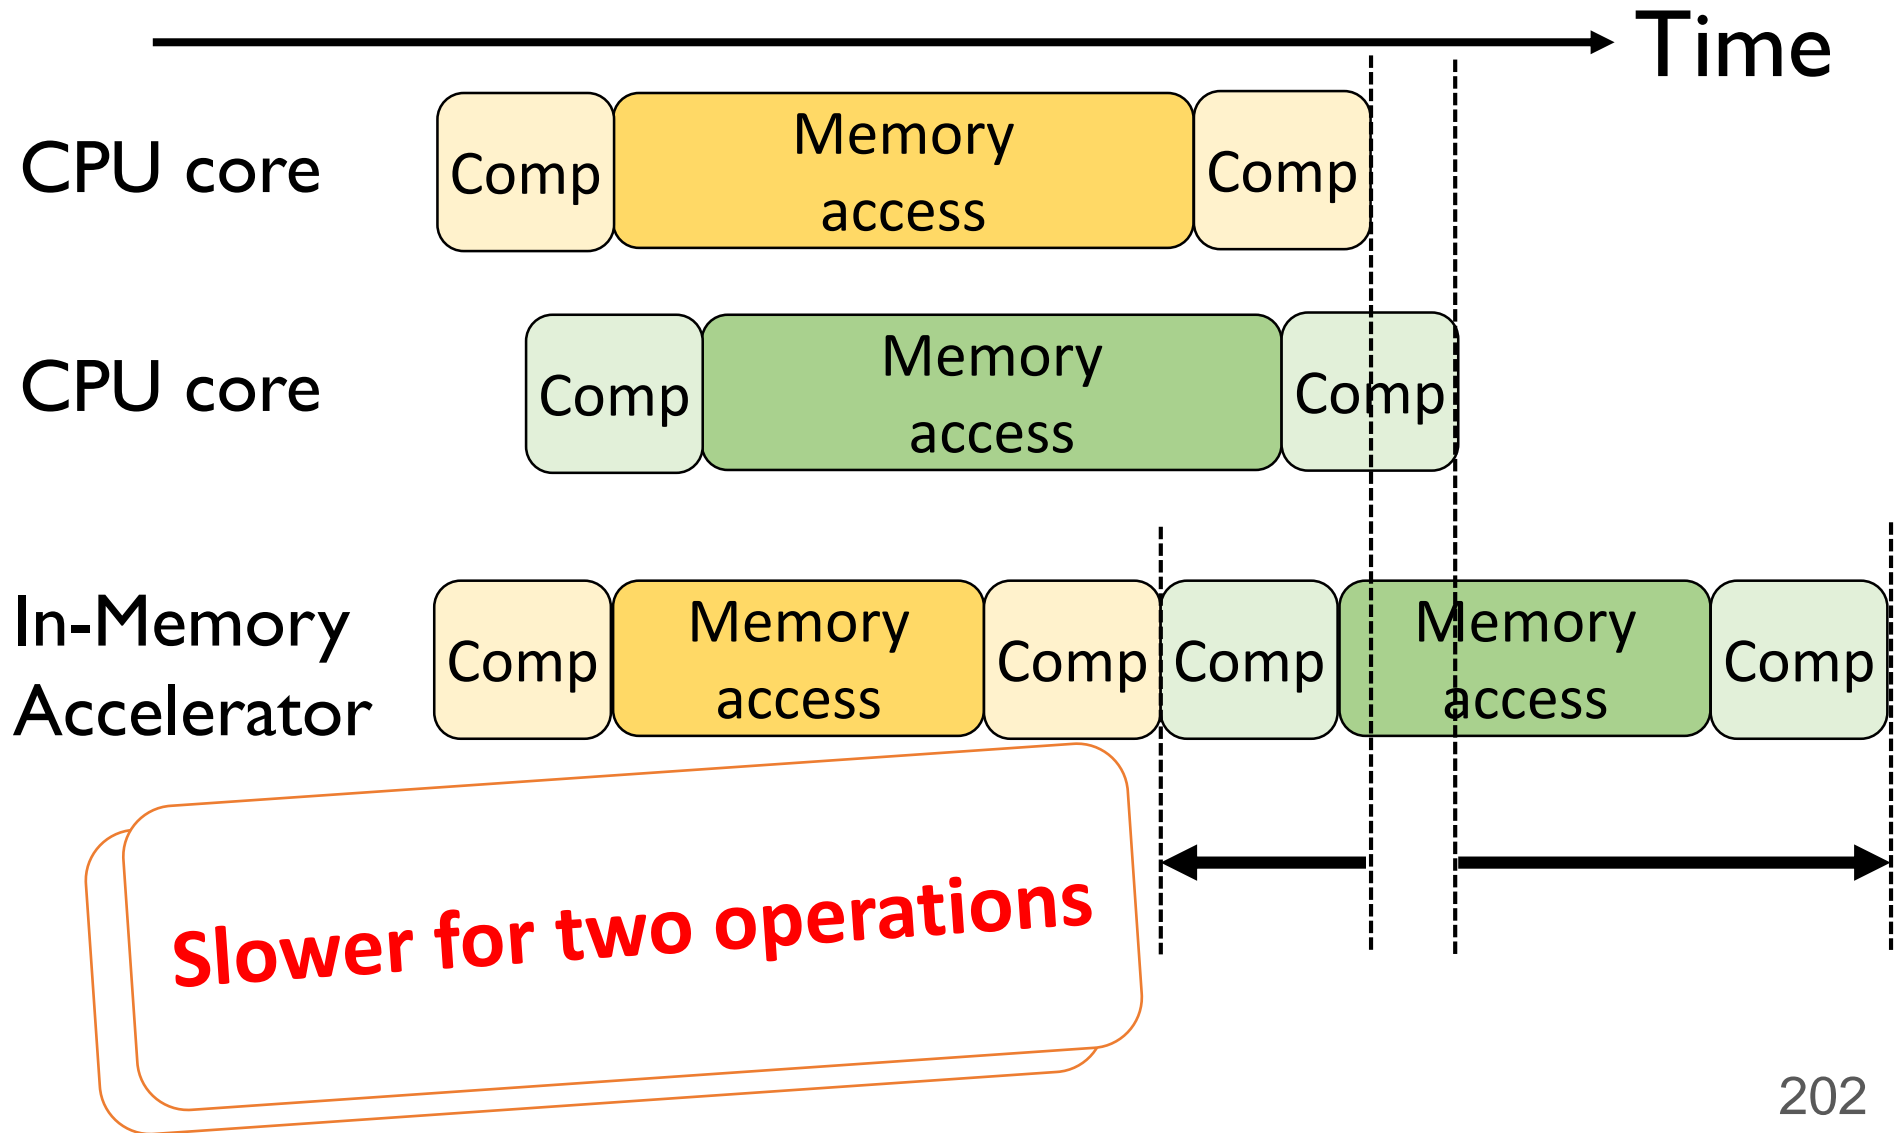 Time
CPU core
Comp
Memory
access
Comp
CPU core
Comp
Memory
access
Comp
In-Memory
Accelerator
Comp
Memory
access
Comp
Comp
Memory
access
Comp
Slower for two operations
202